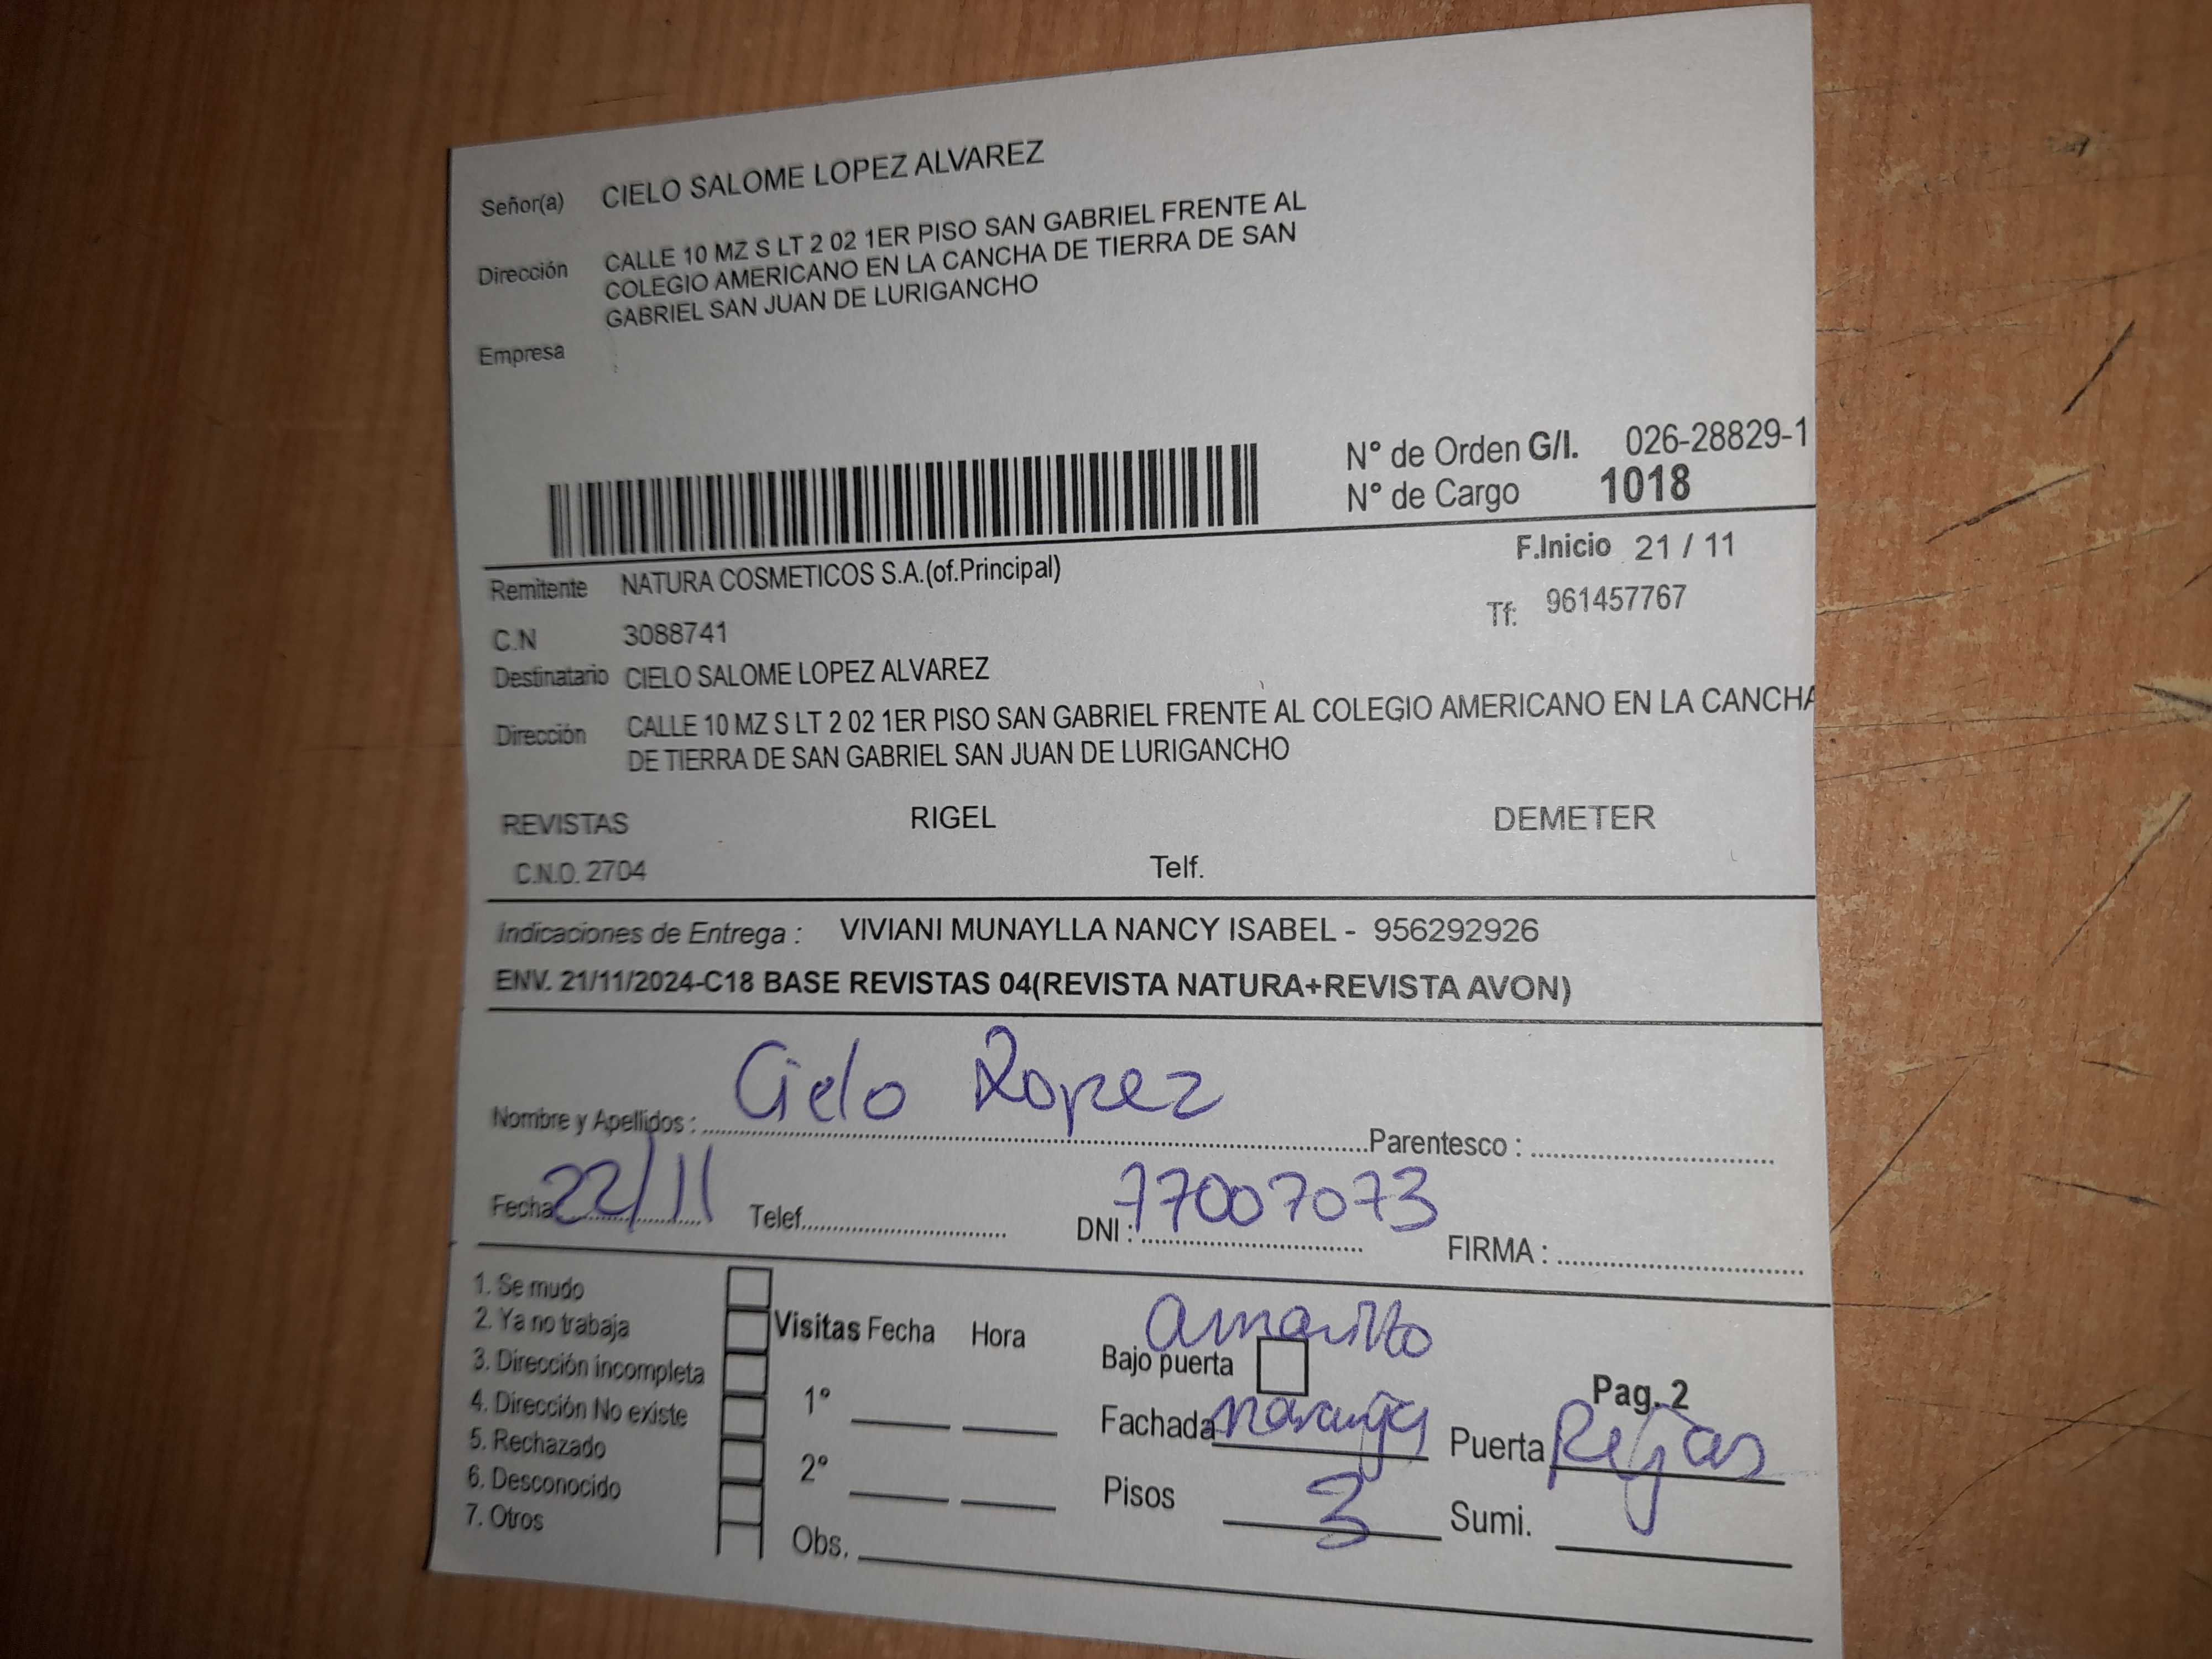 Señor(a) CIELO SALOME LOPEZ ALVAREZ
Dirección CALLE 10 MZ S LT 2 02 1ER PISO SAN GABRIEL FRENTE AL
COLEGIO AMERICANO EN LA CANCHA DE TIERRA DE SAN
GABRIEL SAN JUAN DE LURIGANCHO
Empresa
N° de Orden G/I. 026-28829-1
N° de Cargo 1018
F.Inicio 21 / 11
Remitente NATURA COSMETICOS S.A.(of.Principal)
Tf: 961457767
C.N 3088741
Destinatario CIELO SALOME LOPEZ ALVAREZ
Dirección CALLE 10 MZ S LT 2 02 1ER PISO SAN GABRIEL FRENTE AL COLEGIO AMERICANO EN LA CANCHA
DE TIERRA DE SAN GABRIEL SAN JUAN DE LURIGANCHO
REVISTAS RIGEL DEMETER
C.N.O. 2704 Telf.
Indicaciones de Entrega : VIVIANI MUNAYLLA NANCY ISABEL - 956292926
ENV. 21/11/2024-C18 BASE REVISTAS 04(REVISTA NATURA+REVISTA AVON)
Nombre y Apellidos : Cielo Lopez Parentesco :
Fecha 22/11 Telef. DNI : 77007073 FIRMA :
1. Se mudo
2. Ya no trabaja
3. Dirección incompleta
4. Dirección No existe
5. Rechazado
6. Desconocido
7. Otros
Visitas Fecha Hora
1°
2°
Obs.
amarillo
Bajo puerta
Pag. 2
Fachada naranja Puerta Rejas
Pisos 3 Sumi.